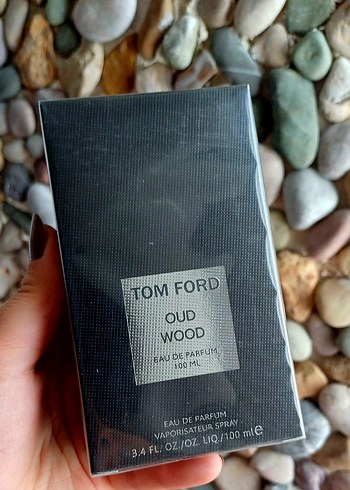 TOM FORD
OUD
WOOD
EAU DE PARFUM
100 ML
EAU DE PARFUM
VAPORISATEUR SPRAY
3.4 FL. OZ./OZ. LIQ./100 ml e